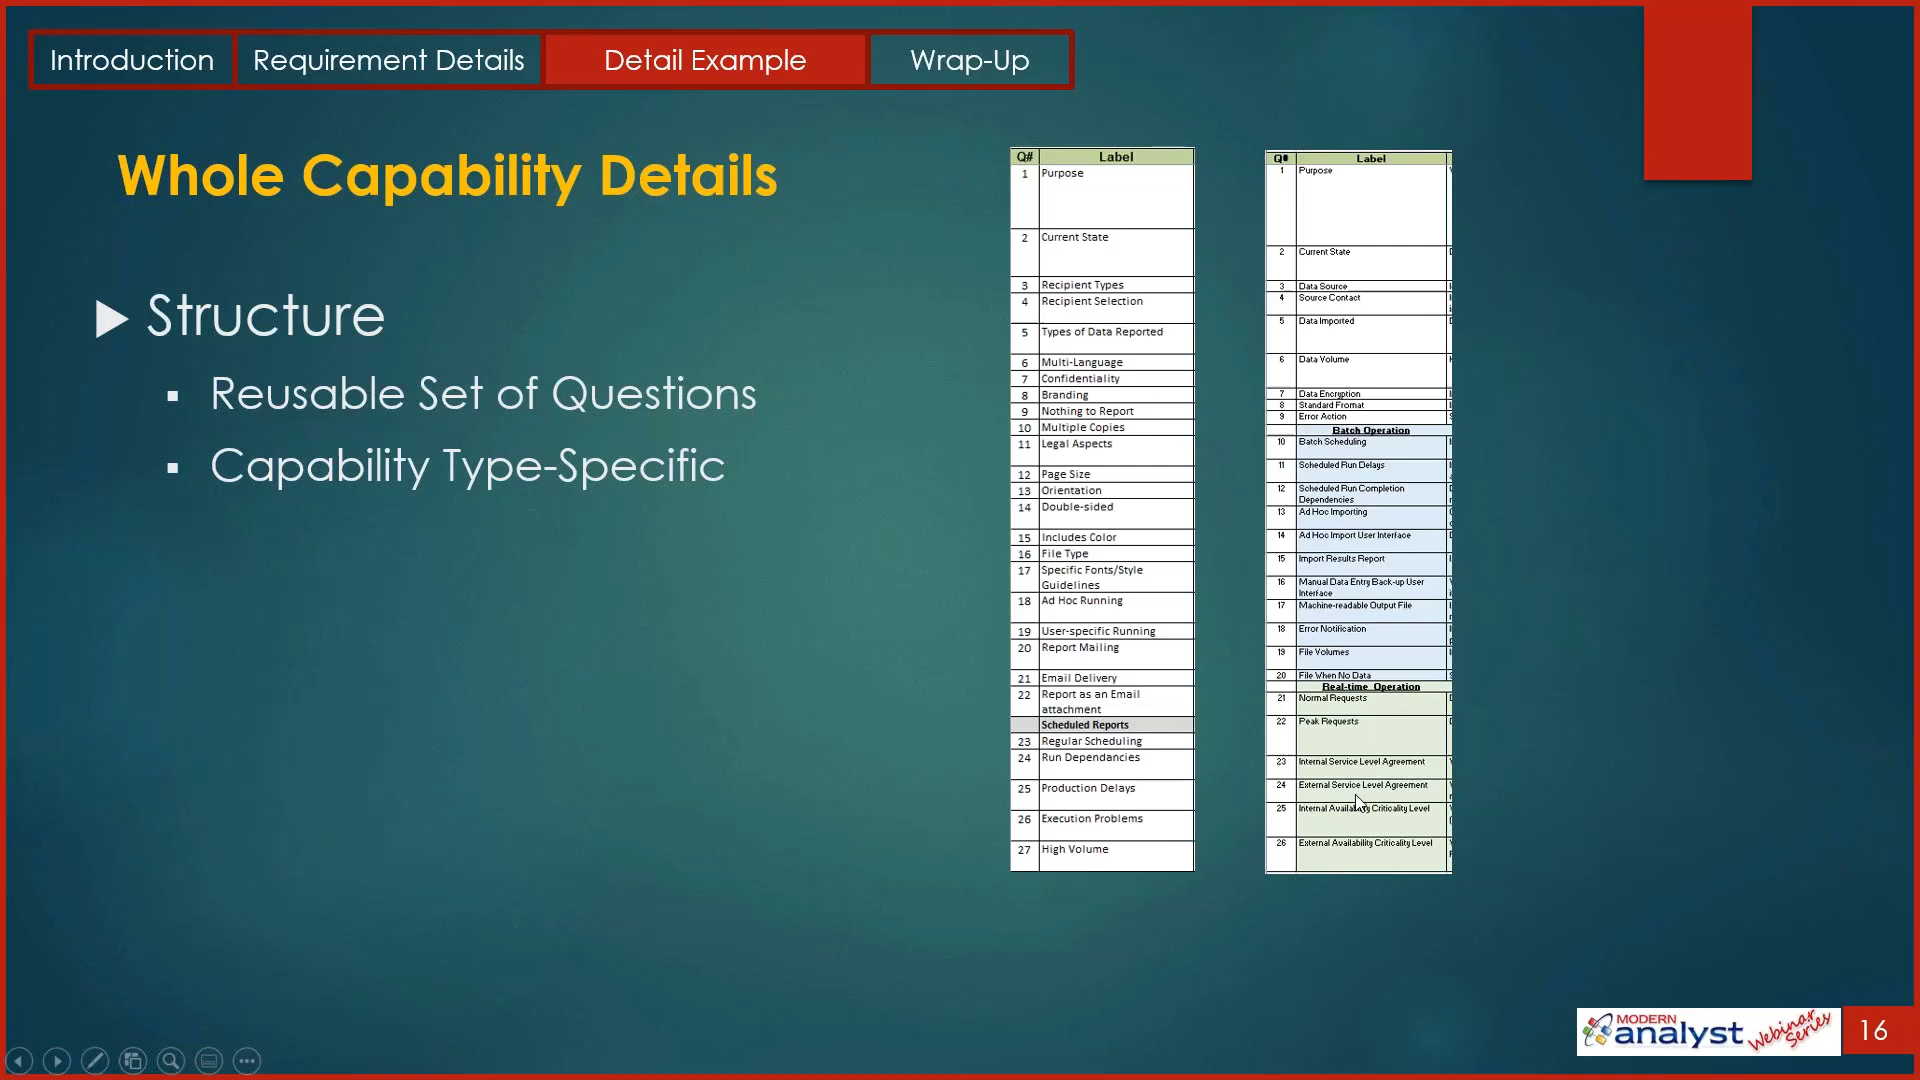 Introduction
Requirement Details
Detail Example
Wrap-Up
Whole Capability Details
Structure
Reusable Set of Questions
Capability Type-Specific
Q# Label
1 Purpose
2 Current State
3 Recipient Types
4 Recipient Selection
5 Types of Data Reported
6 Multi-Language
7 Confidentiality
8 Branding
9 Nothing to Report
10 Multiple Copies
11 Legal Aspects
12 Page Size
13 Orientation
14 Double-sided
15 Includes Color
16 File Type
17 Specific Fonts/Style
Guidelines
18 Ad Hoc Running
19 User-specific Running
20 Report Mailing
21 Email Delivery
22 Report as an Email
attachment
Scheduled Reports
23 Regular Scheduling
24 Run Dependancies
25 Production Delays
26 Execution Problems
27 High Volume
Q# Label
1 Purpose
2 Current State
3 Data Source
4 Source Contact
5 Data Imported
6 Data Volume
7 Data Encryption
8 Standard Fromat
9 Error Action
Batch Operation
10 Batch Scheduling
11 Scheduled Run Delays
12 Scheduled Run Completion
Dependencies
13 Ad Hoc Importing
14 Ad Hoc Import User Interface
15 Import Results Report
16 Manual Data Entry Back-up User
Interface
17 Machine-readable Output File
18 Error Notification
19 File Volumes
20 File When No Data
Real-time Operation
21 Normal Requests
22 Peak Requests
23 Internal Service Level Agreement
24 External Service Level Agreement
25 Internal Availability Criticality Level
26 External Availability Criticality Level
MODERN
analyst
Webinar
Series
16